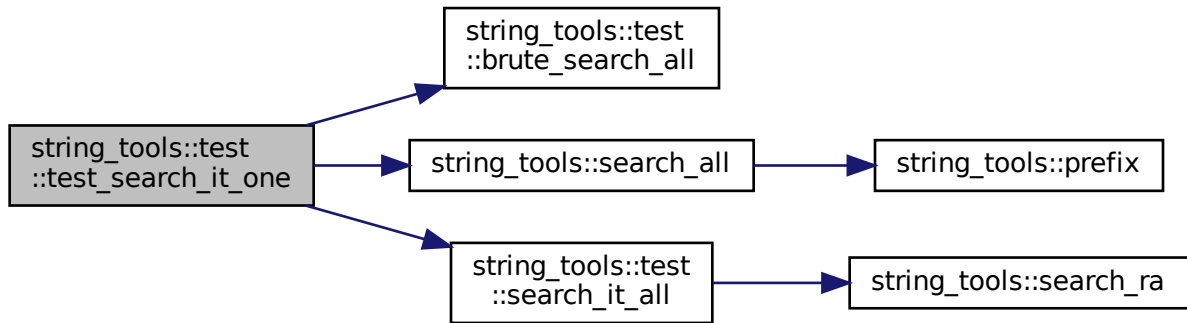 string_tools::test
::brute_search_all
string_tools::test
::test_search_it_one
string_tools::search_all
string_tools::prefix
string_tools::test
::search_it_all
string_tools::search_ra